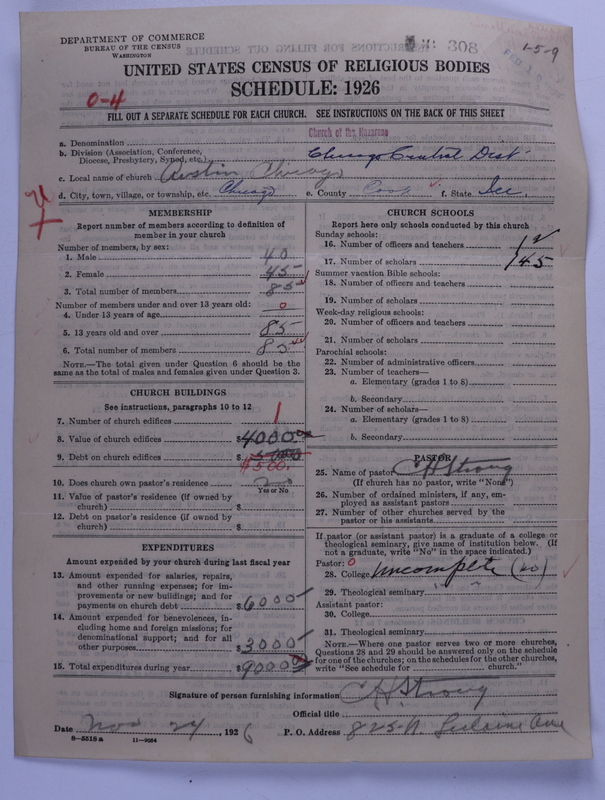 DEPARTMENT OF COMMERCE
BUREAU OF THE CENSUS
WASHINGTON
308
1-5-9
UNITED STATES CENSUS OF RELIGIOUS BODIES
SCHEDULE: 1926
0-4
FILL OUT A SEPARATE SCHEDULE FOR EACH CHURCH. SEE INSTRUCTIONS ON THE BACK OF THIS SHEET
a. Denomination Church of the Nazarene
b. Division (Association, Conference, Diocese, Presbytery, Synod, etc.) Chicago Central Dist
c. Local name of church Austin, Chicago
d. City, town, village, or township, etc. Chicago e. County Cook f. State Ill.
MEMBERSHIP
Report number of members according to definition of
member in your church
Number of members, by sex:
1. Male 40
2. Female 45
3. Total number of members 85
Number of members under and over 13 years old:
4. Under 13 years of age 0
5. 13 years old and over 85
6. Total number of members 85
NOTE.—The total given under Question 6 should be the
same as the total of males and females given under Question 3.
CHURCH BUILDINGS
See instructions, paragraphs 10 to 12
7. Number of church edifices 1
8. Value of church edifices $4000
9. Debt on church edifices $
$500.
10. Does church own pastor's residence no
Yes or No
11. Value of pastor's residence (if owned by
church) $
12. Debt on pastor's residence (if owned by
church) $
EXPENDITURES
Amount expended by your church during last fiscal year
13. Amount expended for salaries, repairs,
and other running expenses; for im-
provements or new buildings; and for
payments on church debt $6000
14. Amount expended for benevolences, in-
cluding home and foreign missions; for
denominational support; and for all
other purposes $3000
15. Total expenditures during year $9000
CHURCH SCHOOLS
Report here only schools conducted by this church
Sunday schools:
16. Number of officers and teachers 12
17. Number of scholars 145
Summer vacation Bible schools:
18. Number of officers and teachers
19. Number of scholars
Week-day religious schools:
20. Number of officers and teachers
21. Number of scholars
Parochial schools:
22. Number of administrative officers
23. Number of teachers—
a. Elementary (grades 1 to 8)
b. Secondary
24. Number of scholars—
a. Elementary (grades 1 to 8)
b. Secondary
PASTOR
25. Name of pastor C H Strong
(If church has no pastor, write "None")
26. Number of ordained ministers, if any, em-
ployed as assistant pastors
27. Number of other churches served by the
pastor or his assistants
If pastor (or assistant pastor) is a graduate of a college or
theological seminary, give name of institution below. (If
not a graduate, write "No" in the space indicated.)
Pastor: 0
28. College Uncomplete (no)
29. Theological seminary
Assistant pastor:
30. College
31. Theological seminary
NOTE.—Where one pastor serves two or more churches,
Questions 28 and 29 should be answered only on the schedule
for one of the churches; on the schedules for the other churches,
write "See schedule for church."
Signature of person furnishing information C H Strong
Official title
Date Nov 24, 1926 P. O. Address 825 N. Ave
8—5518 a 11—9064